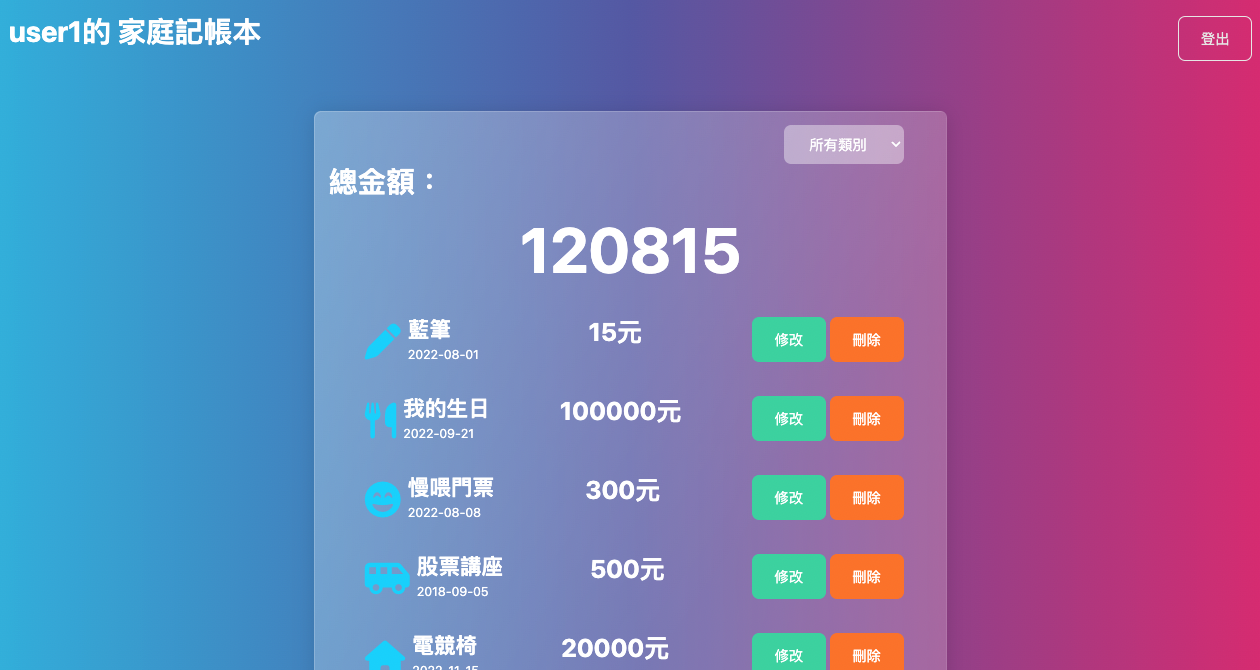 user1的 家庭記帳本
登出
所有類別
總金額：
120815
藍筆
2022-08-01
15元
修改
刪除
我的生日
2022-09-21
100000元
修改
刪除
慢喂門票
2022-08-08
300元
修改
刪除
股票講座
2018-09-05
500元
修改
刪除
電競椅
2022-11-15
20000元
修改
刪除